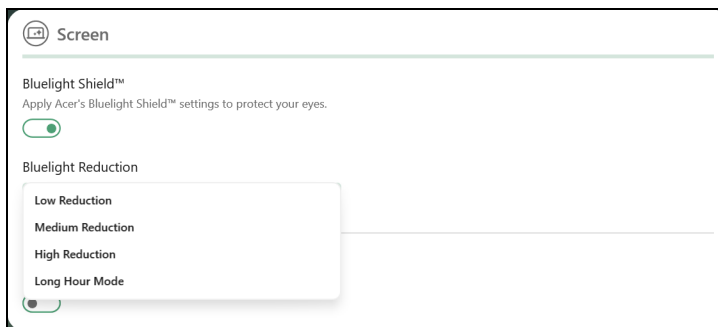 Screen
Bluelight Shield™
Apply Acer's Bluelight Shield™ settings to protect your eyes.
Bluelight Reduction
Low Reduction
Medium Reduction
High Reduction
Long Hour Mode